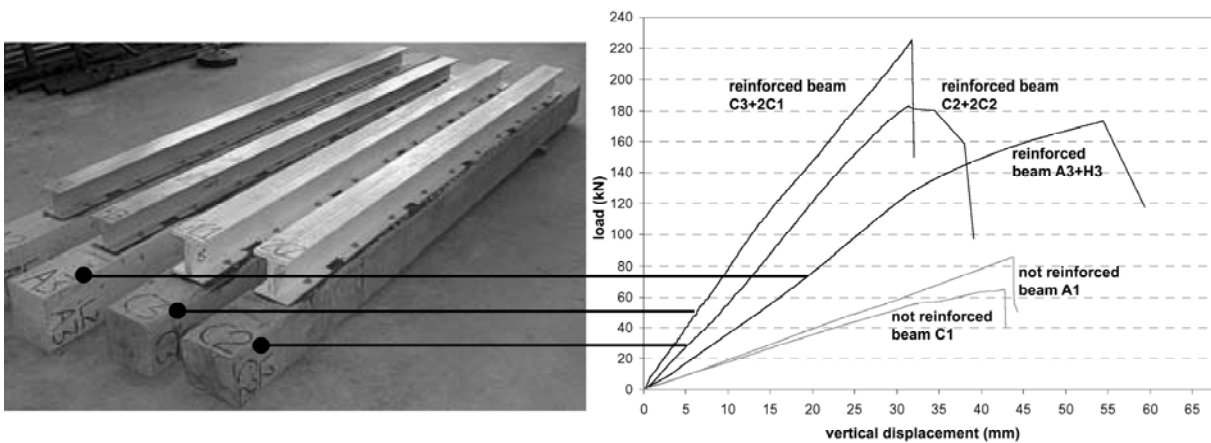 A3
C2
240
220
200
180
160
140
120
100
80
60
40
20
0
load (kN)
reinforced beam
C3+2C1
reinforced beam
C2+2C2
reinforced
beam A3+H3
not reinforced
beam A1
not reinforced
beam C1
0 5 10 15 20 25 30 35 40 45 50 55 60 65
vertical displacement (mm)